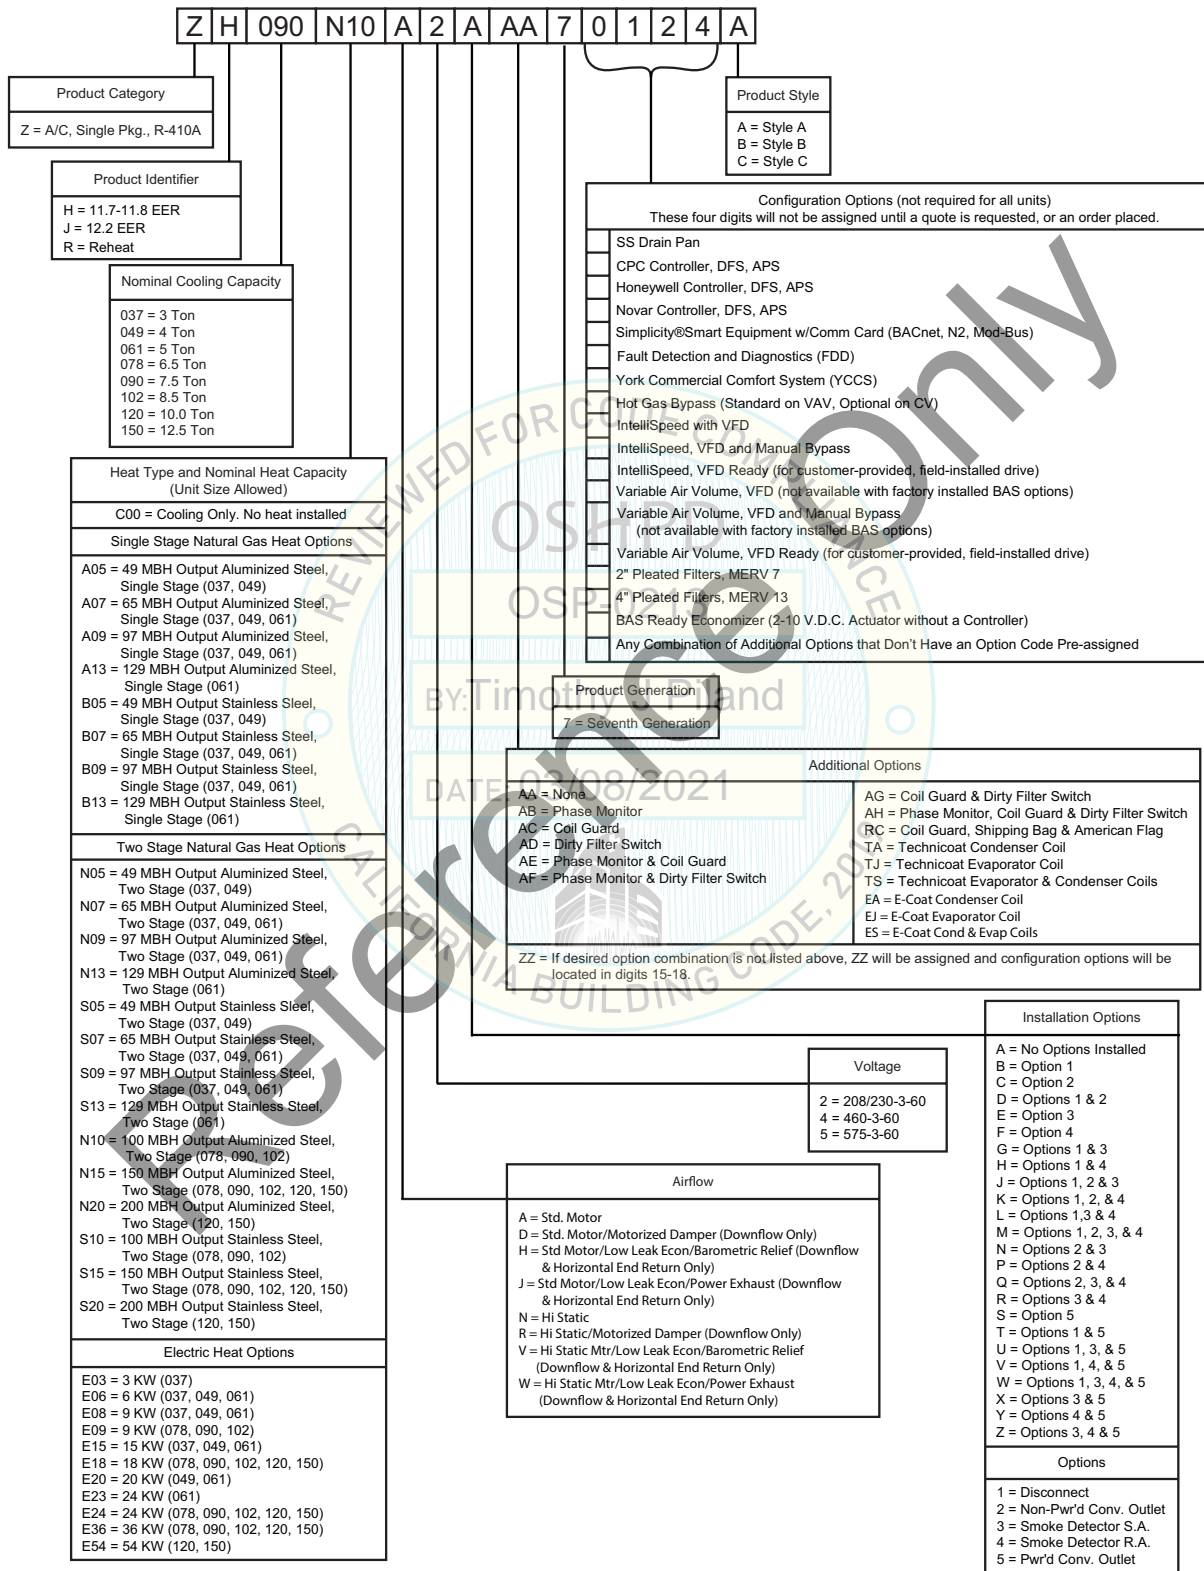 Z H 090 N10 A 2 A AA 7 0 1 2 4 A
Product Category
Z = A/C, Single Pkg., R-410A
Product Identifier
H = 11.7-11.8 EER
J = 12.2 EER
R = Reheat
Nominal Cooling Capacity
037 = 3 Ton
049 = 4 Ton
061 = 5 Ton
078 = 6.5 Ton
090 = 7.5 Ton
102 = 8.5 Ton
120 = 10.0 Ton
150 = 12.5 Ton
Heat Type and Nominal Heat Capacity
(Unit Size Allowed)
C00 = Cooling Only. No heat installed
Single Stage Natural Gas Heat Options
A05 = 49 MBH Output Aluminized Steel,
Single Stage (037, 049)
A07 = 65 MBH Output Aluminized Steel,
Single Stage (037, 049, 061)
A09 = 97 MBH Output Aluminized Steel,
Single Stage (037, 049, 061)
A13 = 129 MBH Output Aluminized Steel,
Single Stage (061)
B05 = 49 MBH Output Stainless Sleel,
Single Stage (037, 049)
B07 = 65 MBH Output Stainless Steel,
Single Stage (037, 049, 061)
B09 = 97 MBH Output Stainless Steel,
Single Stage (037, 049, 061)
B13 = 129 MBH Output Stainless Steel,
Single Stage (061)
Two Stage Natural Gas Heat Options
N05 = 49 MBH Output Aluminized Steel,
Two Stage (037, 049)
N07 = 65 MBH Output Aluminized Steel,
Two Stage (037, 049, 061)
N09 = 97 MBH Output Aluminized Steel,
Two Stage (037, 049, 061)
N13 = 129 MBH Output Aluminized Steel,
Two Stage (061)
S05 = 49 MBH Output Stainless Sleel,
Two Stage (037, 049)
S07 = 65 MBH Output Stainless Steel,
Two Stage (037, 049, 061)
S09 = 97 MBH Output Stainless Steel,
Two Stage (037, 049, 061)
S13 = 129 MBH Output Stainless Steel,
Two Stage (061)
N10 = 100 MBH Output Aluminized Steel,
Two Stage (078, 090, 102)
N15 = 150 MBH Output Aluminized Steel,
Two Stage (078, 090, 102, 120, 150)
N20 = 200 MBH Output Aluminized Steel,
Two Stage (120, 150)
S10 = 100 MBH Output Stainless Steel,
Two Stage (078, 090, 102)
S15 = 150 MBH Output Stainless Steel,
Two Stage (078, 090, 102, 120, 150)
S20 = 200 MBH Output Stainless Steel,
Two Stage (120, 150)
Electric Heat Options
E03 = 3 KW (037)
E06 = 6 KW (037, 049, 061)
E08 = 9 KW (037, 049, 061)
E09 = 9 KW (078, 090, 102)
E15 = 15 KW (037, 049, 061)
E18 = 18 KW (078, 090, 102, 120, 150)
E20 = 20 KW (049, 061)
E23 = 24 KW (061)
E24 = 24 KW (078, 090, 102, 120, 150)
E36 = 36 KW (078, 090, 102, 120, 150)
E54 = 54 KW (120, 150)
Product Style
A = Style A
B = Style B
C = Style C
Configuration Options (not required for all units)
These four digits will not be assigned until a quote is requested, or an order placed.
SS Drain Pan
CPC Controller, DFS, APS
Honeywell Controller, DFS, APS
Novar Controller, DFS, APS
Simplicity®Smart Equipment w/Comm Card (BACnet, N2, Mod-Bus)
Fault Detection and Diagnostics (FDD)
York Commercial Comfort System (YCCS)
Hot Gas Bypass (Standard on VAV, Optional on CV)
IntelliSpeed with VFD
IntelliSpeed, VFD and Manual Bypass
IntelliSpeed, VFD Ready (for customer-provided, field-installed drive)
Variable Air Volume, VFD (not available with factory installed BAS options)
Variable Air Volume, VFD and Manual Bypass
(not available with factory installed BAS options)
Variable Air Volume, VFD Ready (for customer-provided, field-installed drive)
2" Pleated Filters, MERV 7
4" Pleated Filters, MERV 13
BAS Ready Economizer (2-10 V.D.C. Actuator without a Controller)
Any Combination of Additional Options that Don't Have an Option Code Pre-assigned
Product Generation
7 = Seventh Generation
Additional Options
AA = None
AB = Phase Monitor
AC = Coil Guard
AD = Dirty Filter Switch
AE = Phase Monitor & Coil Guard
AF = Phase Monitor & Dirty Filter Switch
AG = Coil Guard & Dirty Filter Switch
AH = Phase Monitor, Coil Guard & Dirty Filter Switch
RC = Coil Guard, Shipping Bag & American Flag
TA = Technicoat Condenser Coil
TJ = Technicoat Evaporator Coil
TS = Technicoat Evaporator & Condenser Coils
EA = E-Coat Condenser Coil
EJ = E-Coat Evaporator Coil
ES = E-Coat Cond & Evap Coils
ZZ = If desired option combination is not listed above, ZZ will be assigned and configuration options will be
located in digits 15-18.
Installation Options
A = No Options Installed
B = Option 1
C = Option 2
D = Options 1 & 2
E = Option 3
F = Option 4
G = Options 1 & 3
H = Options 1 & 4
J = Options 1, 2 & 3
K = Options 1, 2, & 4
L = Options 1,3 & 4
M = Options 1, 2, 3, & 4
N = Options 2 & 3
P = Options 2 & 4
Q = Options 2, 3, & 4
R = Options 3 & 4
S = Option 5
T = Options 1 & 5
U = Options 1, 3, & 5
V = Options 1, 4, & 5
W = Options 1, 3, 4, & 5
X = Options 3 & 5
Y = Options 4 & 5
Z = Options 3, 4 & 5
Options
1 = Disconnect
2 = Non-Pwr'd Conv. Outlet
3 = Smoke Detector S.A.
4 = Smoke Detector R.A.
5 = Pwr'd Conv. Outlet
Voltage
2 = 208/230-3-60
4 = 460-3-60
5 = 575-3-60
Airflow
A = Std. Motor
D = Std. Motor/Motorized Damper (Downflow Only)
H = Std Motor/Low Leak Econ/Barometric Relief (Downflow
& Horizontal End Return Only)
J = Std Motor/Low Leak Econ/Power Exhaust (Downflow
& Horizontal End Return Only)
N = Hi Static
R = Hi Static/Motorized Damper (Downflow Only)
V = Hi Static Mtr/Low Leak Econ/Barometric Relief
(Downflow & Horizontal End Return Only)
W = Hi Static Mtr/Low Leak Econ/Power Exhaust
(Downflow & Horizontal End Return Only)
REVIEWED FOR CODE COMPLIANCE
OSHPD
BY:Timothy J Piland
DATE: 03/08/2021
CALIFORNIA BUILDING CODE, 2019
Reference Only